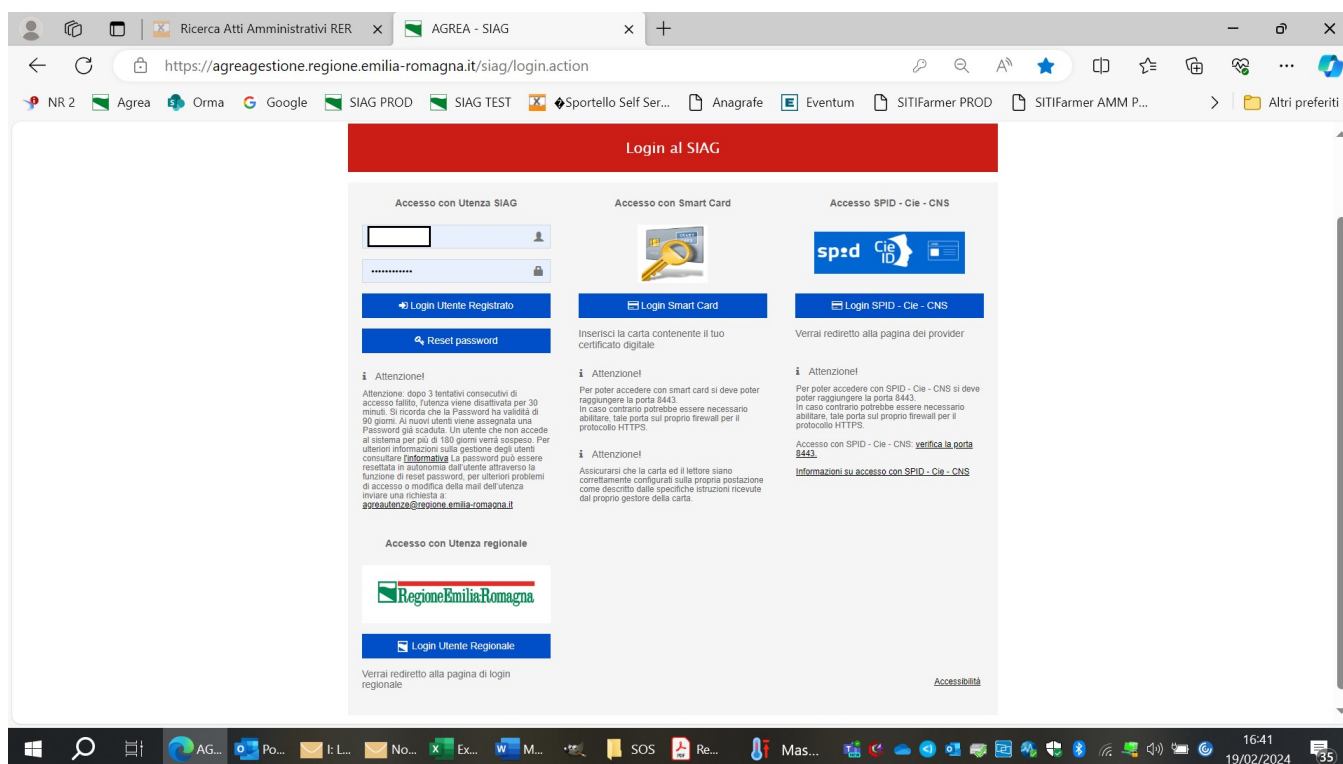 Ricerca Atti Amministrativi RER
AGREA - SIAG
https://agreagestione.regione.emilia-romagna.it/siag/login.action
NR 2 Agrea Orma Google SIAG PROD SIAG TEST �Sportello Self Ser... Anagrafe Eventum SITIFarmer PROD SITIFarmer AMM P... Altri preferiti
Login al SIAG
Accesso con Utenza SIAG
Login Utente Registrato
Reset password
Attenzione!
Attenzione: dopo 3 tentativi consecutivi di
accesso fallito, l'utenza viene disattivata per 30
minuti. Si ricorda che la Password ha validità di
90 giorni. Ai nuovi utenti viene assegnata una
Password già scaduta. Un utente che non accede
al sistema per più di 180 giorni verrà sospeso. Per
ulteriori informazioni sulla gestione degli utenti
consultare l'informativa La password può essere
resettata in autonomia dall'utente attraverso la
funzione di reset password, per ulteriori problemi
di accesso o modifica della mail dell'utenza
inviare una richiesta a:
agreautenze@regione.emilia-romagna.it
Accesso con Smart Card
Login Smart Card
Inserisci la carta contenente il tuo
certificato digitale
Attenzione!
Per poter accedere con smart card si deve poter
raggiungere la porta 8443.
In caso contrario potrebbe essere necessario
abilitare, tale porta sul proprio firewall per il
protocollo HTTPS.
Attenzione!
Assicurarsi che la carta ed il lettore siano
correttamente configurati sulla propria postazione
come descritto dalle specifiche istruzioni ricevute
dal proprio gestore della carta.
Accesso SPID - Cie - CNS
sp:d Cie ID
Login SPID - Cie - CNS
Verrai rediretto alla pagina dei provider
Attenzione!
Per poter accedere con SPID - Cie - CNS si deve
poter raggiungere la porta 8443.
In caso contrario potrebbe essere necessario
abilitare, tale porta sul proprio firewall per il
protocollo HTTPS.
Accesso con SPID - Cie - CNS: verifica la porta
8443.
Informazioni su accesso con SPID - Cie - CNS
Accesso con Utenza regionale
RegioneEmilia-Romagna
Login Utente Regionale
Verrai rediretto alla pagina di login
regionale
Accessibilità
AG... Po... I: L... No... Ex... M... SOS Re... Mas...
16:41
19/02/2024
35